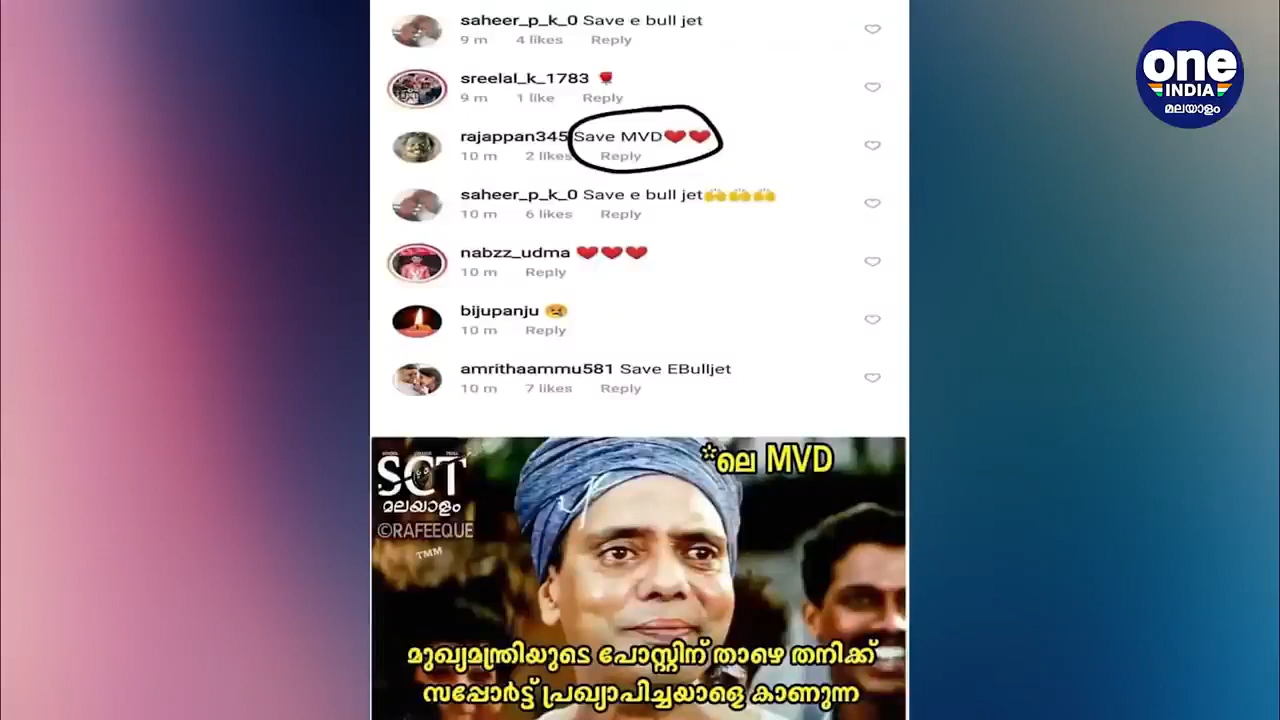 saheer_p_k_0 Save e bull jet
9 m 4 likes Reply
sreelal_k_1783 🌹
9 m 1 like Reply
rajappan345 Save MVD❤️❤️
10 m 2 likes Reply
saheer_p_k_0 Save e bull jet🙌🙌🙌
10 m 6 likes Reply
nabzz_udma ❤️❤️❤️
10 m Reply
bijupanju 😢
10 m Reply
amrithaammu581 Save EBulljet
10 m 7 likes Reply
one
INDIA
മലയാളം
SCT
മലയാളം
©RAFEEQUE
TMM
*ലെ MVD
മുഖ്യമന്ത്രിയുടെ പോസ്റ്റിന് താഴെ തനിക്ക്
സപ്പോർട്ട് പ്രഖ്യാപിച്ചയാളെ കാണുന്ന